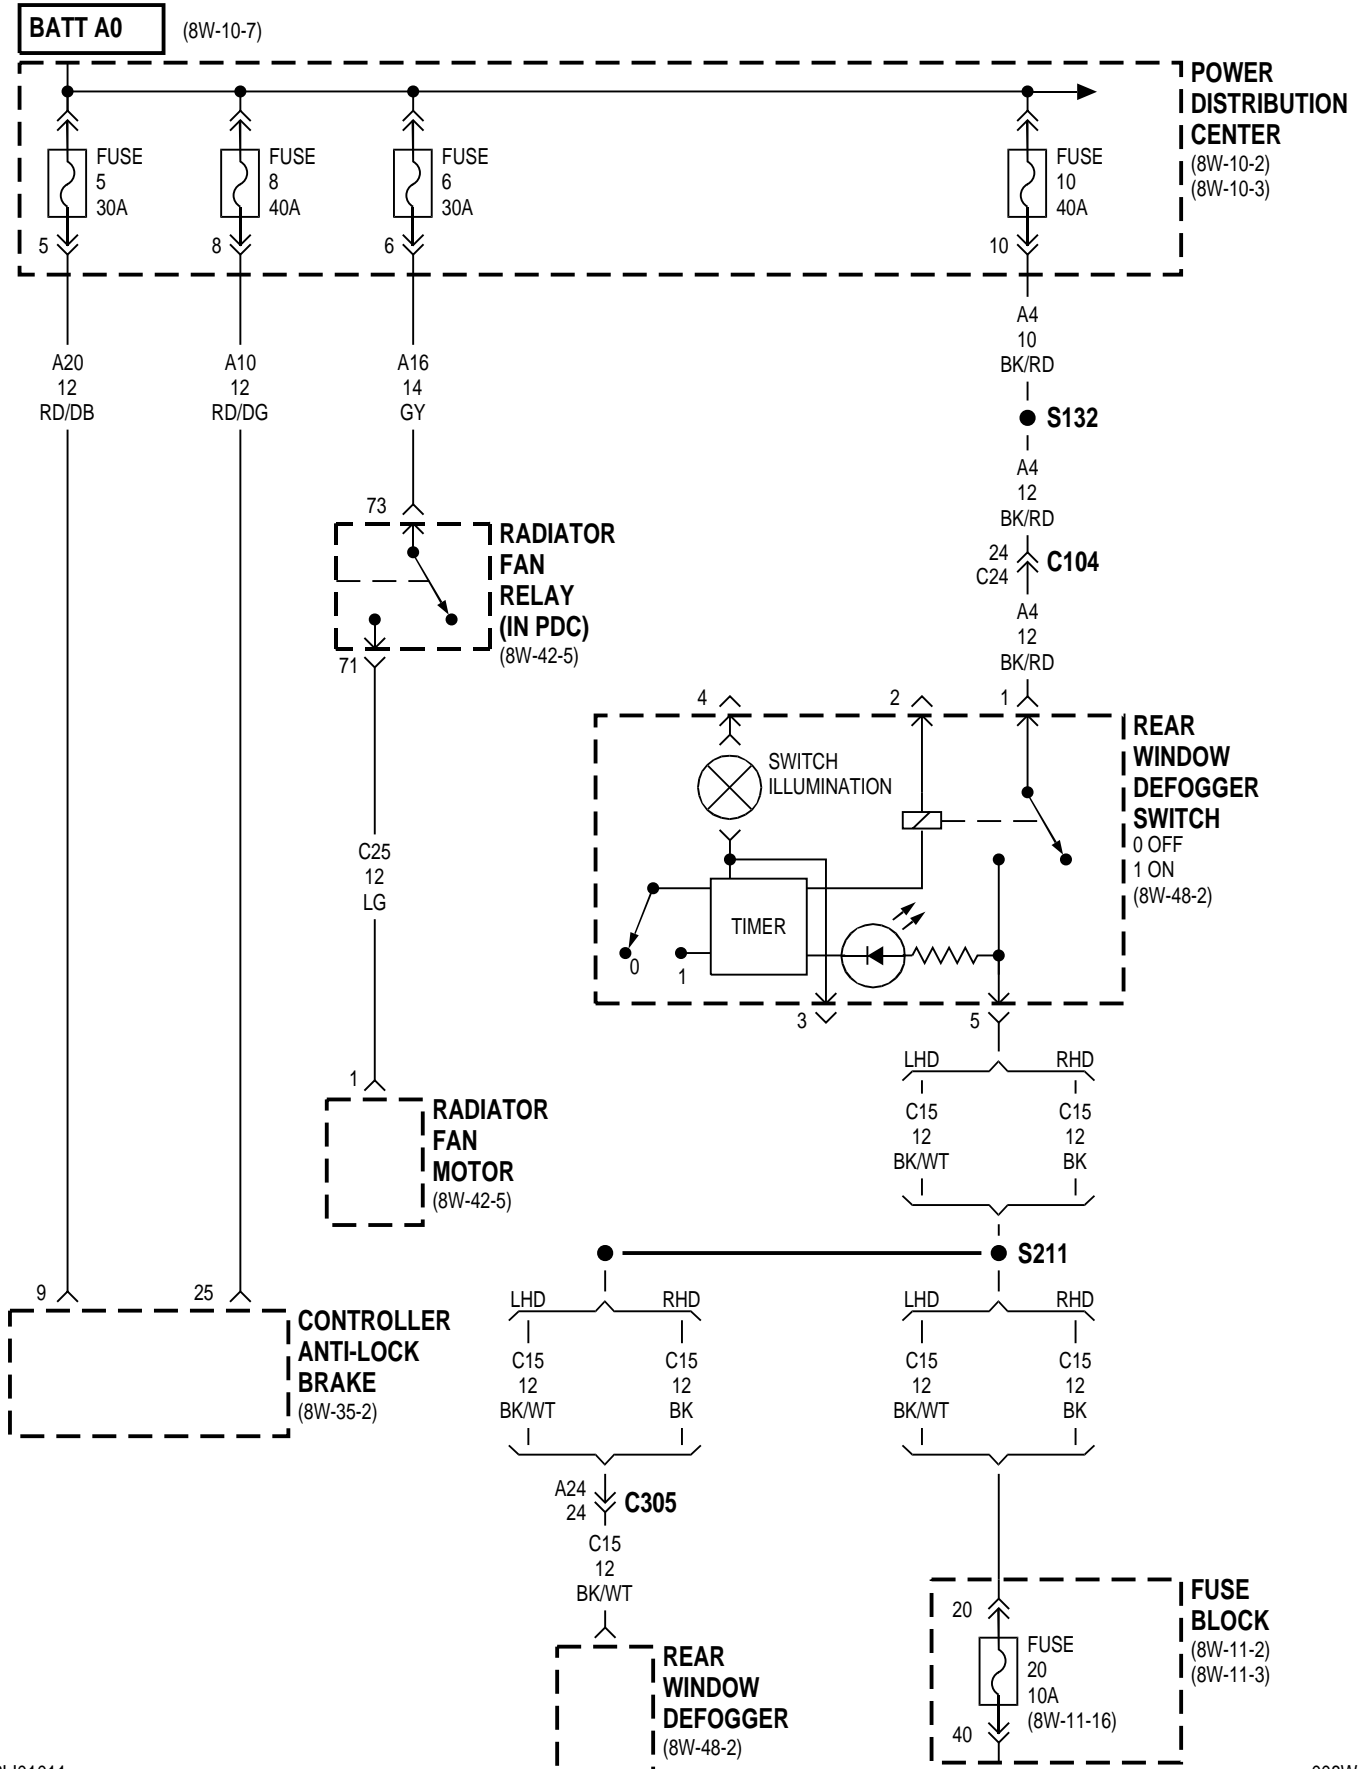 BATT A0
(8W-10-7)
POWER
DISTRIBUTION
CENTER
(8W-10-2)
(8W-10-3)
FUSE
5
30A
5
FUSE
8
40A
8
FUSE
6
30A
6
FUSE
10
40A
10
A20
12
RD/DB
A10
12
RD/DG
A16
14
GY
A4
10
BK/RD
S132
A4
12
BK/RD
24
C24
C104
A4
12
BK/RD
73
RADIATOR
FAN
RELAY
(IN PDC)
(8W-42-5)
71
4
2
1
REAR
WINDOW
DEFOGGER
SWITCH
0 OFF
1 ON
(8W-48-2)
SWITCH
ILLUMINATION
TIMER
0
1
3
5
C25
12
LG
1
RADIATOR
FAN
MOTOR
(8W-42-5)
LHD
RHD
C15
12
BK/WT
C15
12
BK
S211
9
25
CONTROLLER
ANTI-LOCK
BRAKE
(8W-35-2)
LHD
RHD
C15
12
BK/WT
C15
12
BK
LHD
RHD
C15
12
BK/WT
C15
12
BK
A24
24
C305
C15
12
BK/WT
REAR
WINDOW
DEFOGGER
(8W-48-2)
20
FUSE
20
10A
(8W-11-16)
40
FUSE
BLOCK
(8W-11-2)
(8W-11-3)